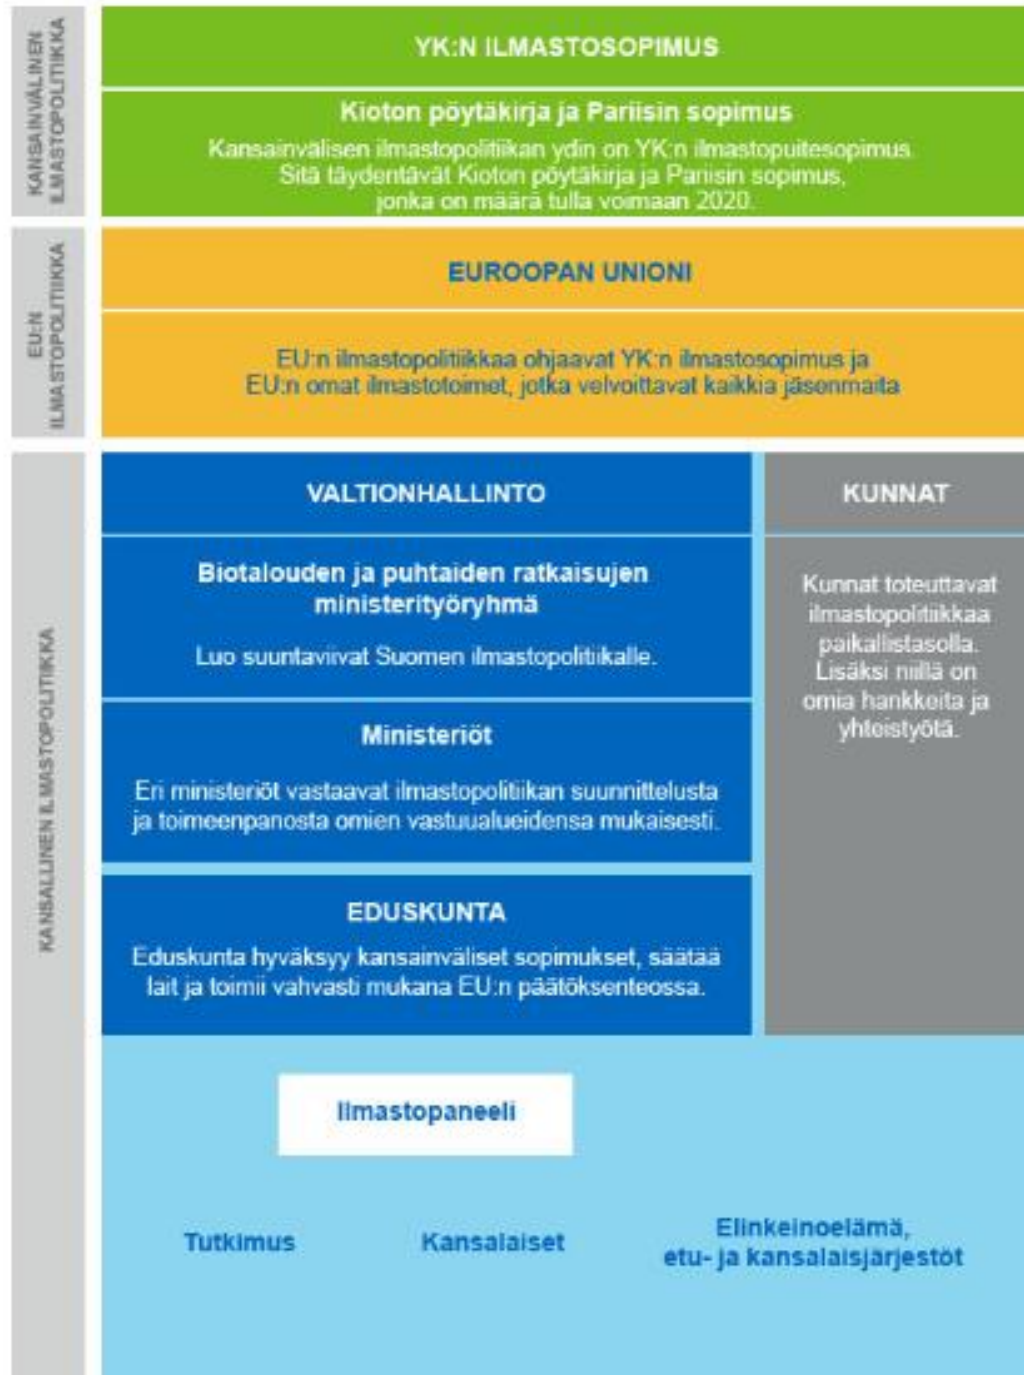 KANSAINVÄLINEN
ILMASTOPOLITIIKKA
YK:N ILMASTOSOPIMUS
Kioton pöytäkirja ja Pariisin sopimus
Kansainvälisen ilmastopolitiikan ydin on YK:n ilmastopuitesopimus.
Sitä täydentävät Kioton pöytäkirja ja Pariisin sopimus,
jonka on määrä tulla voimaan 2020.
EU:N
ILMASTOPOLITIIKKA
EUROOPAN UNIONI
EU:n ilmastopolitiikkaa ohjaavat YK:n ilmastosopimus ja
EU:n omat ilmastotoimet, jotka velvoittavat kaikkia jäsenmaita
KANSALLINEN ILMASTOPOLITIIKKA
VALTIONHALLINTO
Biotalouden ja puhtaiden ratkaisujen
ministerityöryhmä
Luo suuntaviivat Suomen ilmastopolitiikalle.
Ministeriöt
Eri ministeriöt vastaavat ilmastopolitiikan suunnittelusta
ja toimeenpanosta omien vastuualueidensa mukaisesti.
EDUSKUNTA
Eduskunta hyväksyy kansainväliset sopimukset, säätää
lait ja toimii vahvasti mukana EU:n päätöksenteossa.
KUNNAT
Kunnat toteuttavat
ilmastopolitiikkaa
paikallistasolla.
Lisäksi niillä on
omia hankkeita ja
yhteistyötä.
Ilmastopaneeli
Tutkimus
Kansalaiset
Elinkeinoelämä,
etu- ja kansalaisjärjestöt